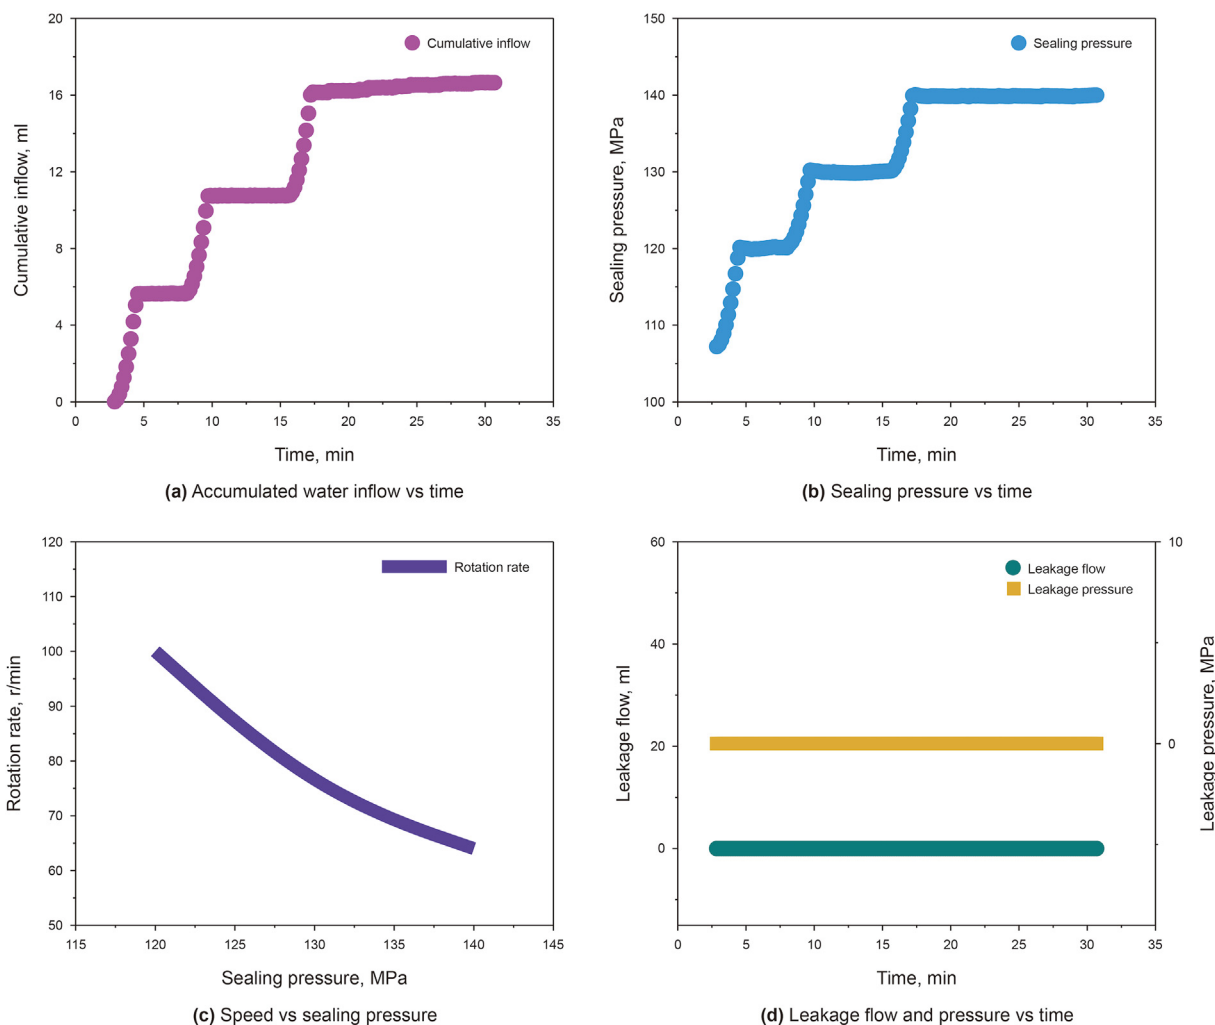 20
16
12
8
4
0
Cumulative inflow, ml
Cumulative inflow
0 5 10 15 20 25 30 35
Time, min
(a) Accumulated water inflow vs time
150
140
130
120
110
100
Sealing pressure, MPa
Sealing pressure
0 5 10 15 20 25 30 35
Time, min
(b) Sealing pressure vs time
120
110
100
90
80
70
60
50
Rotation rate, r/min
Rotation rate
115 120 125 130 135 140 145
Sealing pressure, MPa
(c) Speed vs sealing pressure
60
40
20
0
Leakage flow, ml
Leakage flow
Leakage pressure
10
0
Leakage pressure, MPa
0 5 10 15 20 25 30 35
Time, min
(d) Leakage flow and pressure vs time